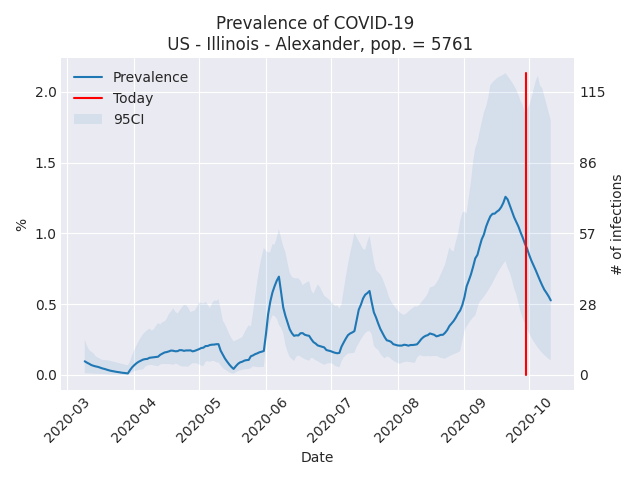 Prevalence of COVID-19
US - Illinois - Alexander, pop. = 5761
Prevalence
Today
95CI
2.0
1.5
1.0
0.5
0.0
%
115
86
57
28
0
# of infections
2020-03
2020-04
2020-05
2020-06
2020-07
2020-08
2020-09
2020-10
Date